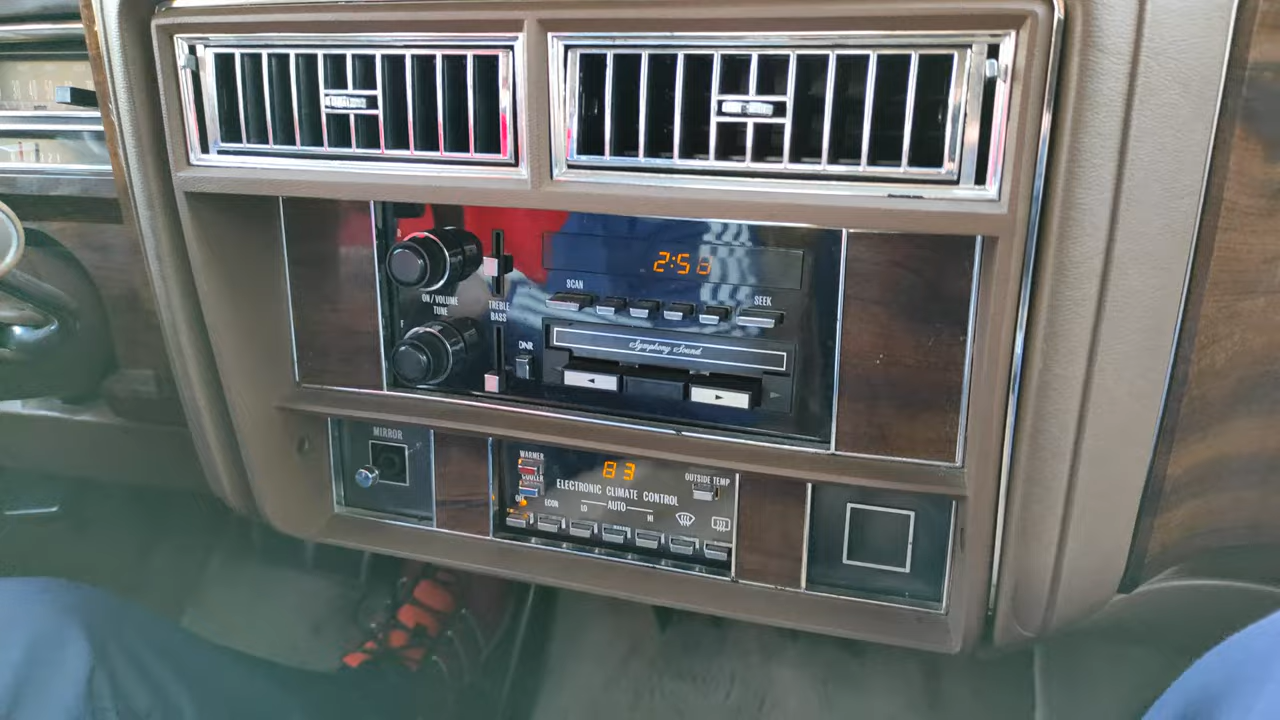 2:50
SCAN
SEEK
ON/VOLUME
TUNE
TREBLE
BASS
DNR
Symphony Sound
MIRROR
WARMER
COOLER
83
OUTSIDE TEMP
ELECTRONIC CLIMATE CONTROL
OFF
ECON
LO
AUTO
HI